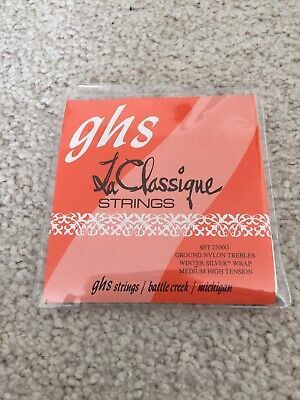 ghs
La Classique
STRINGS
SET 2300G
GROUND NYLON TREBLES
WINTER SILVER™ WRAP
MEDIUM HIGH TENSION
ghs strings / battle creek / michigan